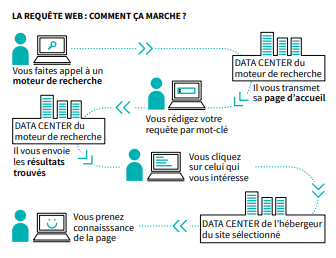 LA REQUÊTE WEB : COMMENT ÇA MARCHE ?
Vous faites appel à un
moteur de recherche
DATA CENTER du
moteur de recherche
Il vous transmet
sa page d'accueil
Vous rédigez votre
requête par mot-clé
DATA CENTER du
moteur de recherche
Il vous envoie
les résultats
trouvés
Vous cliquez
sur celui qui
vous intéresse
DATA CENTER de l'hébergeur
du site sélectionné
Vous prenez
connaisssance
de la page